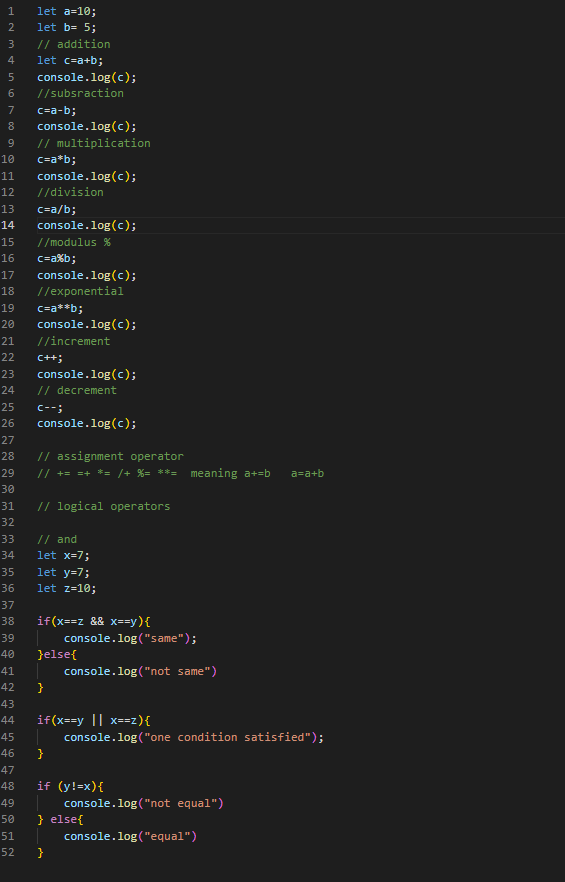 1 let a=10;
2 let b= 5;
3 // addition
4 let c=a+b;
5 console.log(c);
6 //subsraction
7 c=a-b;
8 console.log(c);
9 // multiplication
10 c=a*b;
11 console.log(c);
12 //division
13 c=a/b;
14 console.log(c);
15 //modulus %
16 c=a%b;
17 console.log(c);
18 //exponential
19 c=a**b;
20 console.log(c);
21 //increment
22 c++;
23 console.log(c);
24 // decrement
25 c--;
26 console.log(c);
27
28 // assignment operator
29 // += =+ *= /+ %= **=  meaning a+=b   a=a+b
30
31 // logical operators
32
33 // and
34 let x=7;
35 let y=7;
36 let z=10;
37
38 if(x==z && x==y){
39     console.log("same");
40 }else{
41     console.log("not same")
42 }
43
44 if(x==y || x==z){
45     console.log("one condition satisfied");
46 }
47
48 if (y!=x){
49     console.log("not equal")
50 } else{
51     console.log("equal")
52 }